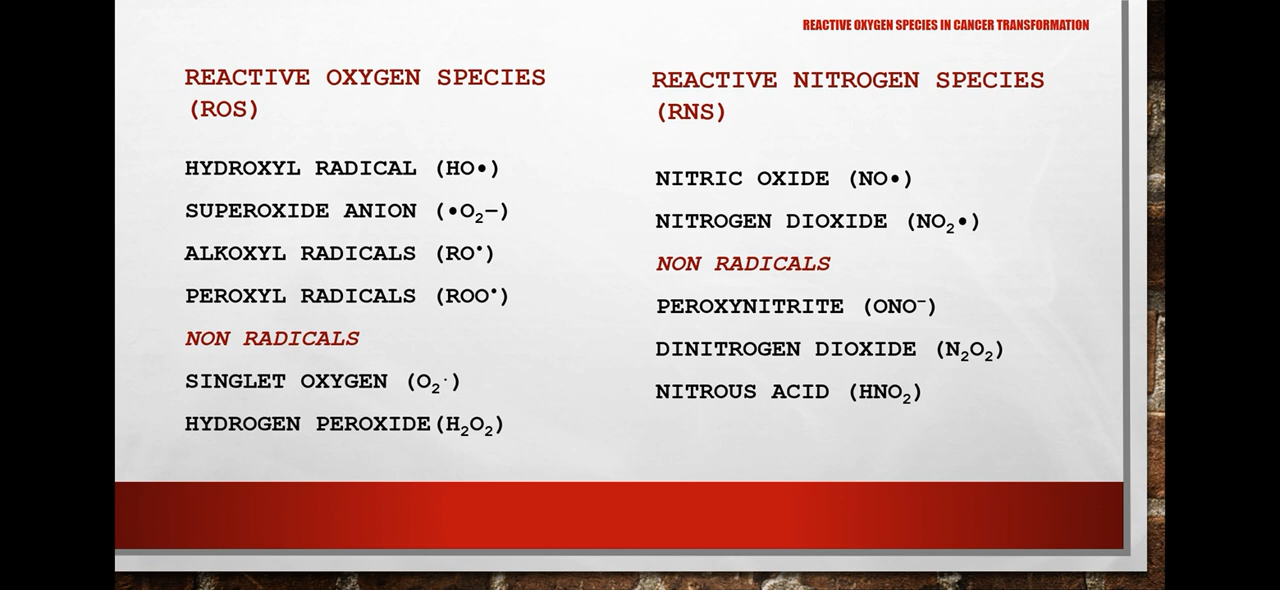 REACTIVE OXYGEN SPECIES IN CANCER TRANSFORMATION
REACTIVE OXYGEN SPECIES
(ROS)
HYDROXYL RADICAL (HO•)
SUPEROXIDE ANION (•O₂−)
ALKOXYL RADICALS (RO•)
PEROXYL RADICALS (ROO•)
NON RADICALS
SINGLET OXYGEN (O₂·)
HYDROGEN PEROXIDE(H₂O₂)
REACTIVE NITROGEN SPECIES
(RNS)
NITRIC OXIDE (NO•)
NITROGEN DIOXIDE (NO₂•)
NON RADICALS
PEROXYNITRITE (ONO⁻)
DINITROGEN DIOXIDE (N₂O₂)
NITROUS ACID (HNO₂)